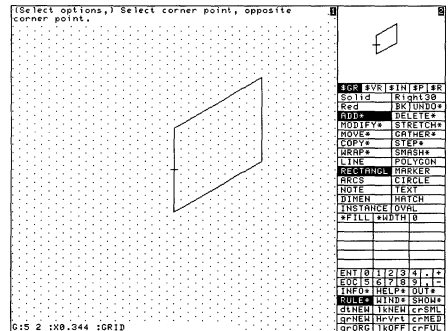 (Select options,) Select corner point, opposite 1
corner point.
2
$GR $VR $IN $P $R
Solid Right30
Red BK UNDO*
ADD* DELETE*
MODIFY* STRETCH*
MOVE* GATHER*
COPY* STEP*
WRAP* SMASH*
LINE POLYGON
RECTANGL MARKER
ARCS CIRCLE
NOTE TEXT
DIMEN HATCH
INSTANCE OVAL
*FILL *WDTH 0
ENT 0 1 2 3 4 . +
EOC 5 6 7 8 9 , -
INFO* HELP* OUT*
RULE* WIND* SHOW*
dtNEW lkNEW crSML
grNEW HrVrt crMED
grORG lkOFF crFUL
G:5 2 :X0.344 :GRID